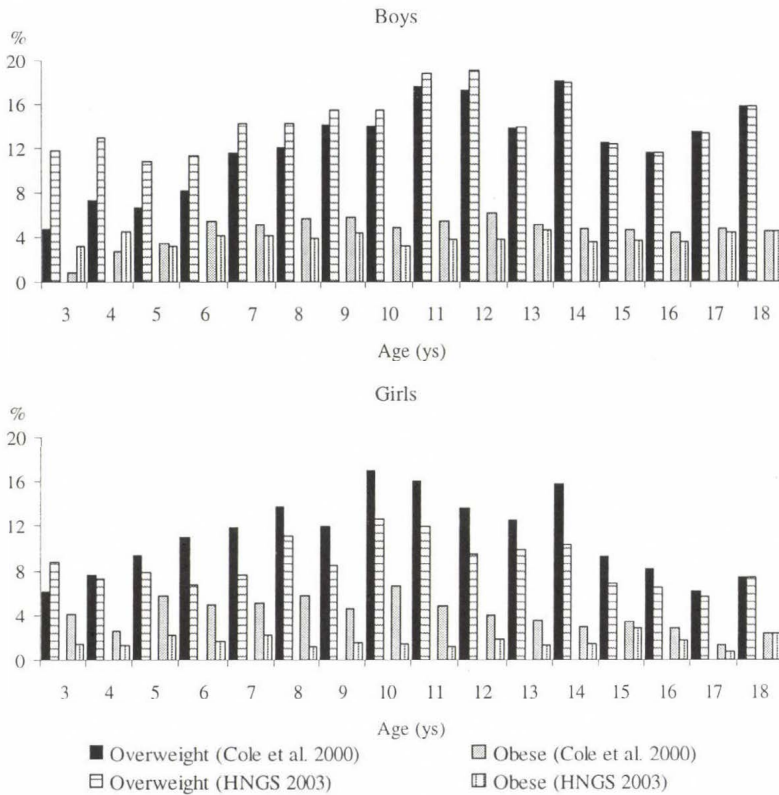 Boys
%
20
16
12
8
4
0
3 4 5 6 7 8 9 10 11 12 13 14 15 16 17 18
Age (ys)
Girls
%
20
16
12
8
4
0
3 4 5 6 7 8 9 10 11 12 13 14 15 16 17 18
Age (ys)
Overweight (Cole et al. 2000) Obese (Cole et al. 2000)
Overweight (HNGS 2003) Obese (HNGS 2003)